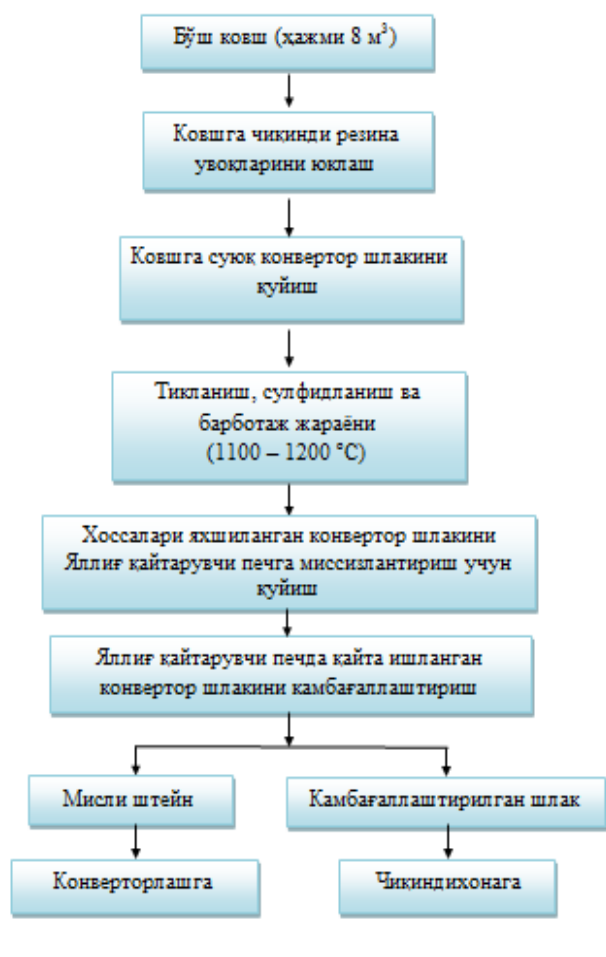 Бўш ковш (ҳажми 8 м³)
Ковшга чиқинди резина
увоқларини юклаш
Ковшга суюқ конвертор шлакини
қуйиш
Тикланиш, сулфидланиш ва
барботаж жараёни
(1100 – 1200 °С)
Хоссалари яхшиланган конвертор шлакини
Яллиғ қайтарувчи печга миссизлантириш учун
қуйиш
Яллиғ қайтарувчи печда қайта ишланган
конвертор шлакини камбағаллаштириш
Мисли штейн
Камбағаллаштирилган шлак
Конверторлашга
Чиқиндихонага